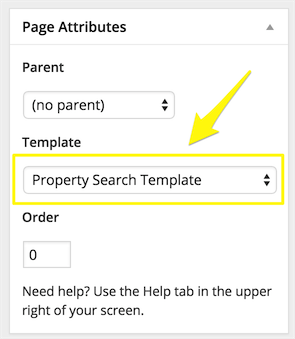 Page Attributes
Parent
(no parent)
Template
Property Search Template
Order
0
Need help? Use the Help tab in the upper
right of your screen.